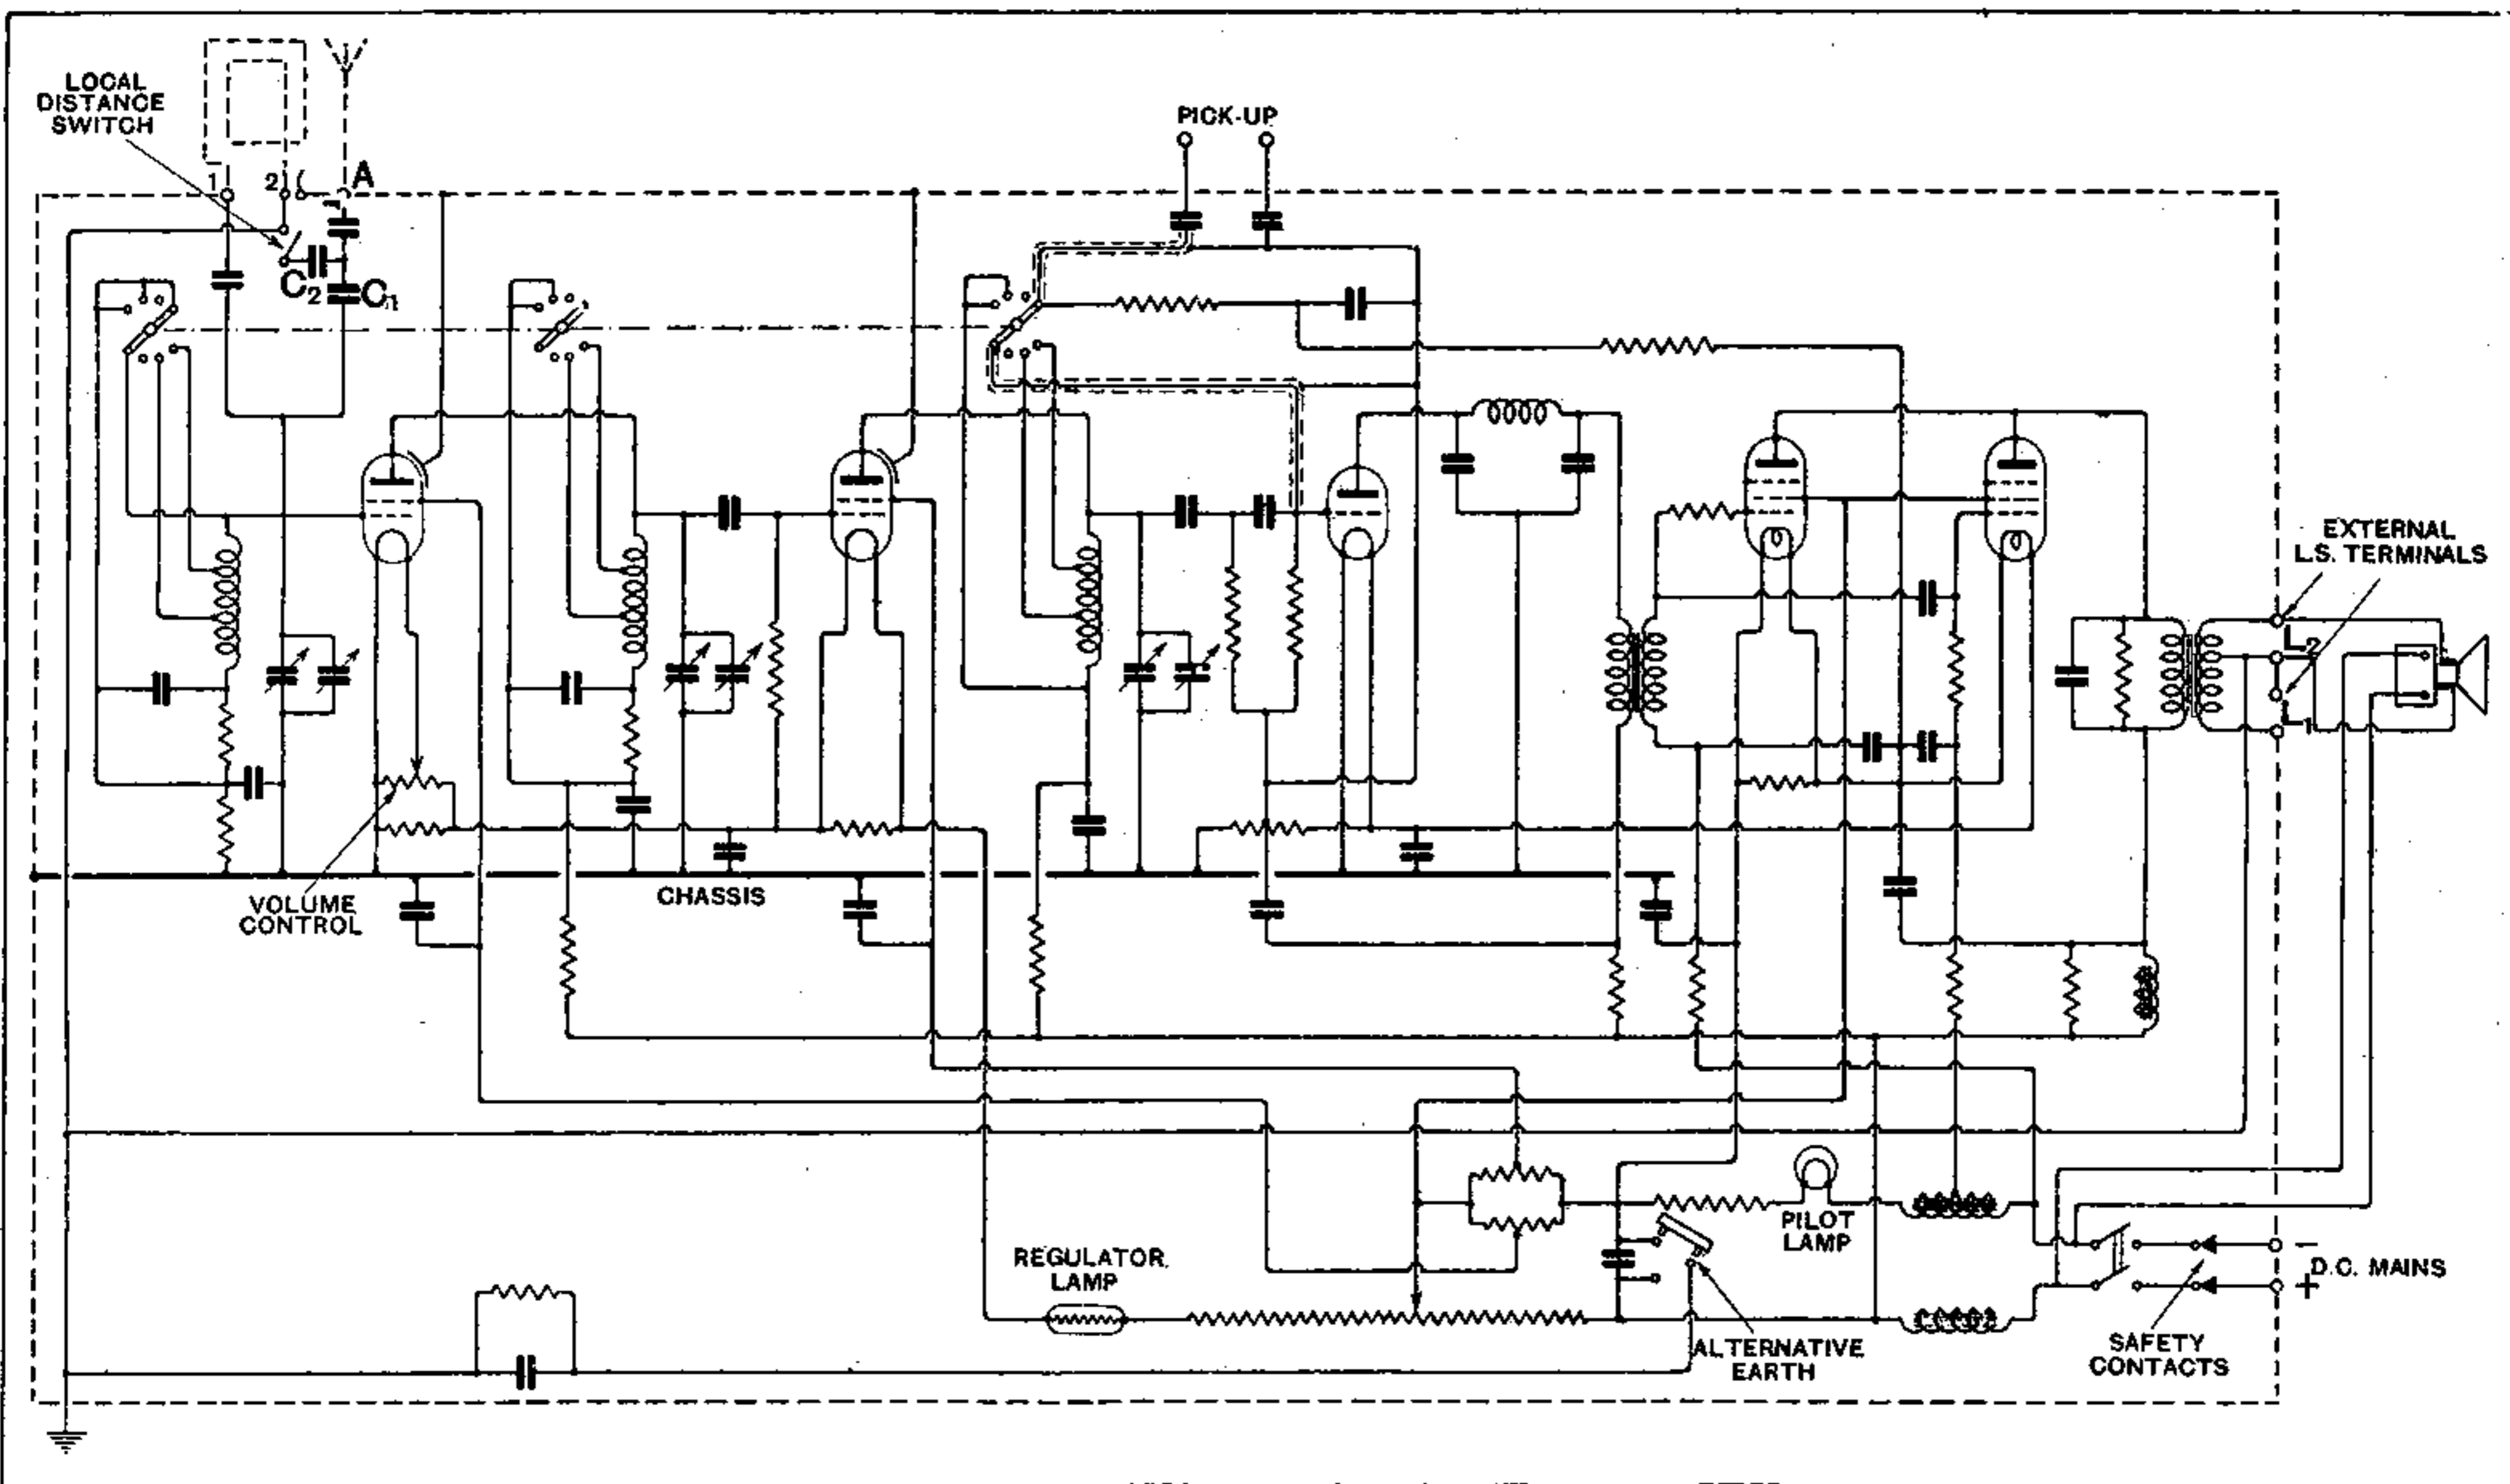 LOCAL
DISTANCE
SWITCH
PICK-UP
1
2
A
C2
C1
EXTERNAL
L.S. TERMINALS
L2
L1
VOLUME
CONTROL
CHASSIS
REGULATOR
LAMP
PILOT
LAMP
−
D.C. MAINS
+
ALTERNATIVE
EARTH
SAFETY
CONTACTS